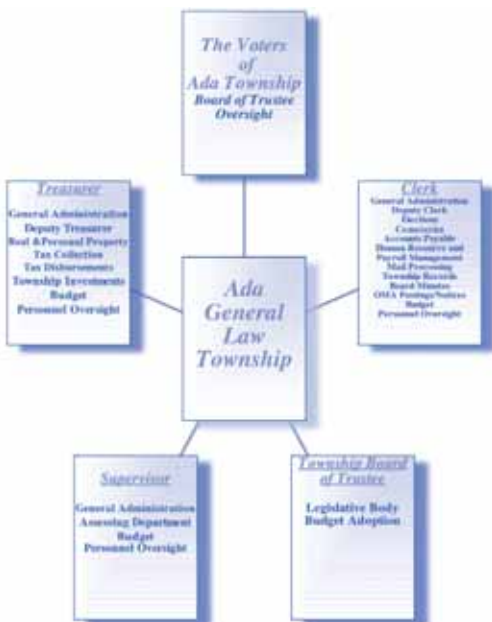 The Voters
of
Ada Township
Board of Trustee
Oversight
Treasurer
General Administration
Deputy Treasurer
Real &Personal Property
Tax Collection
Tax Disbursements
Township Investments
Budget
Personnel Oversight
Clerk
General Administration
Deputy Clerk
Elections
Cemeteries
Accounts Payable
Human Resource and
Payroll Management
Mail Processing
Township Records
Board Minutes
OMA Postings/Notices
Budget
Personnel Oversight
Ada
General
Law
Township
Supervisor
General Administration
Assessing Department
Budget
Personnel Oversight
Township Board
of Trustee
Legislative Body
Budget Adoption